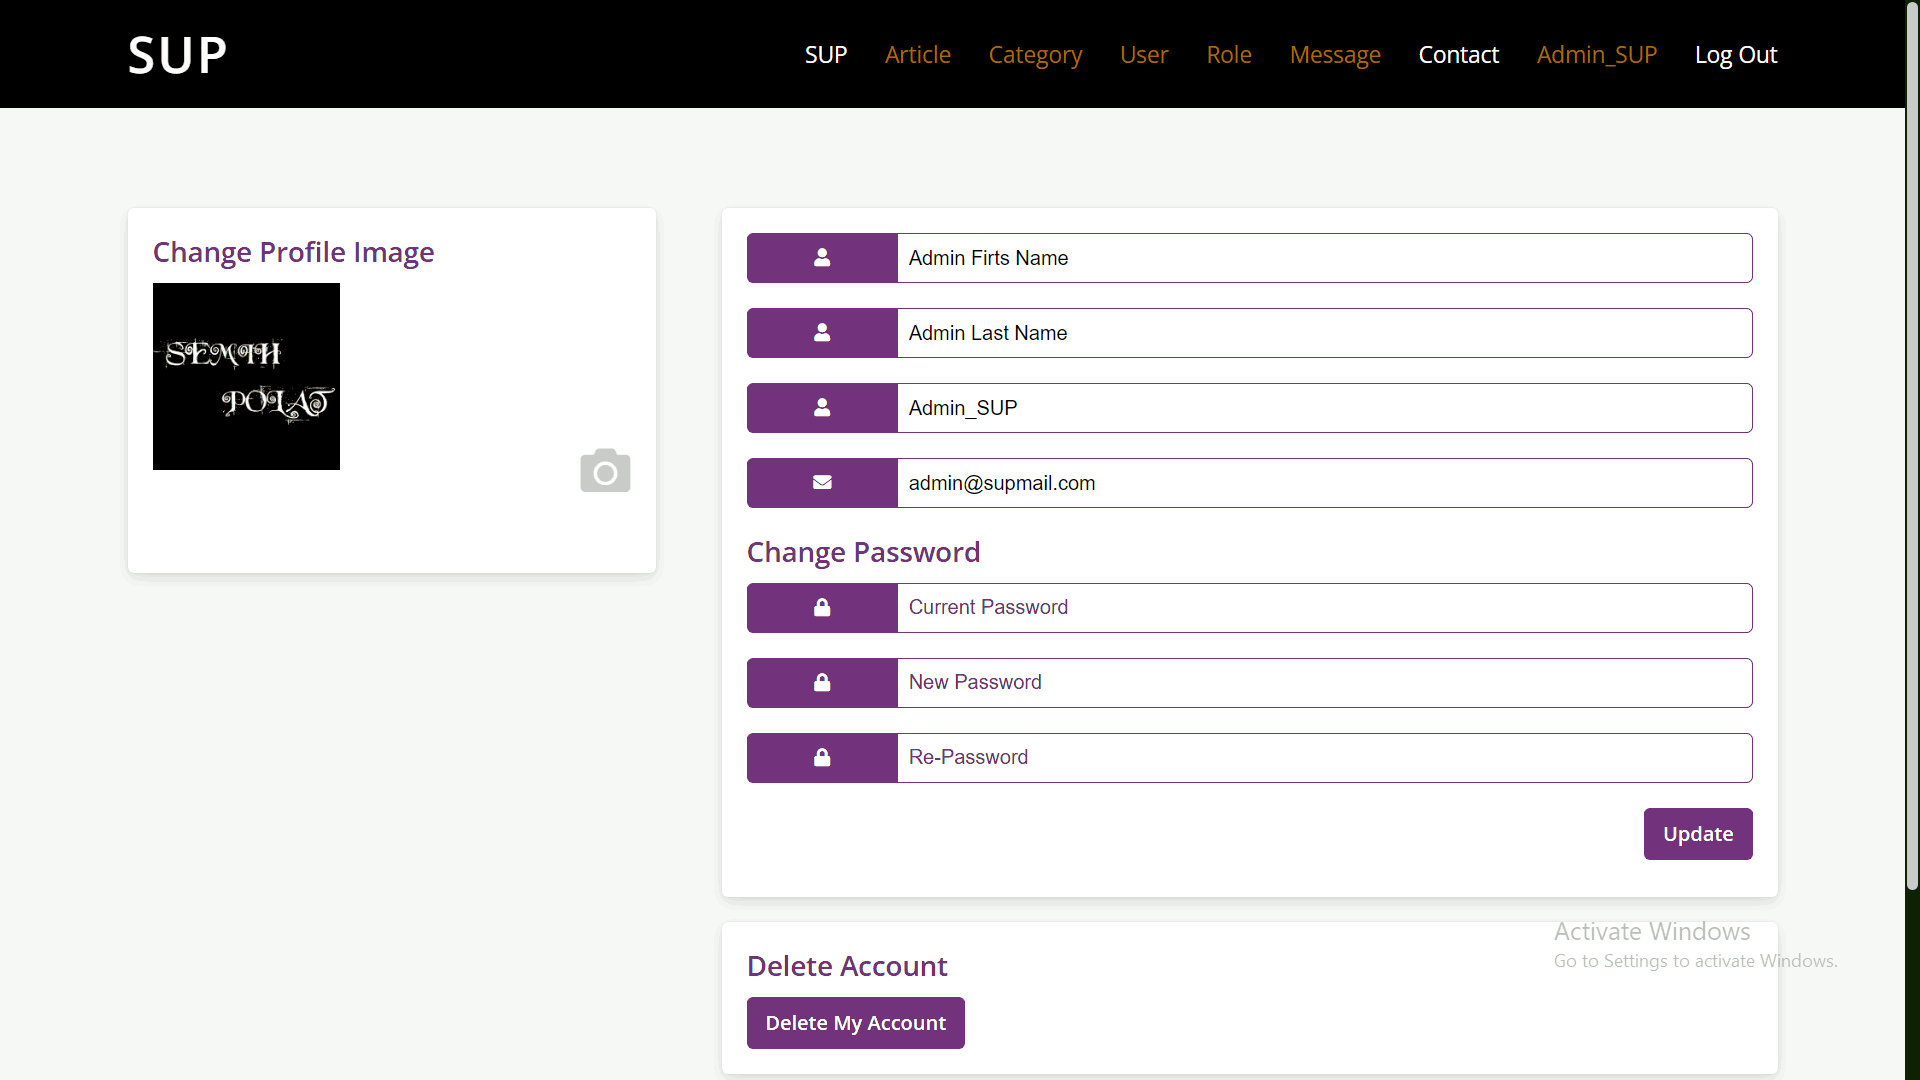 SUP
SUP Article Category User Role Message Contact Admin_SUP Log Out
Change Profile Image
SEMIH
POLAT
Admin Firts Name
Admin Last Name
Admin_SUP
admin@supmail.com
Change Password
Current Password
New Password
Re-Password
Update
Delete Account
Delete My Account
Activate Windows
Go to Settings to activate Windows.